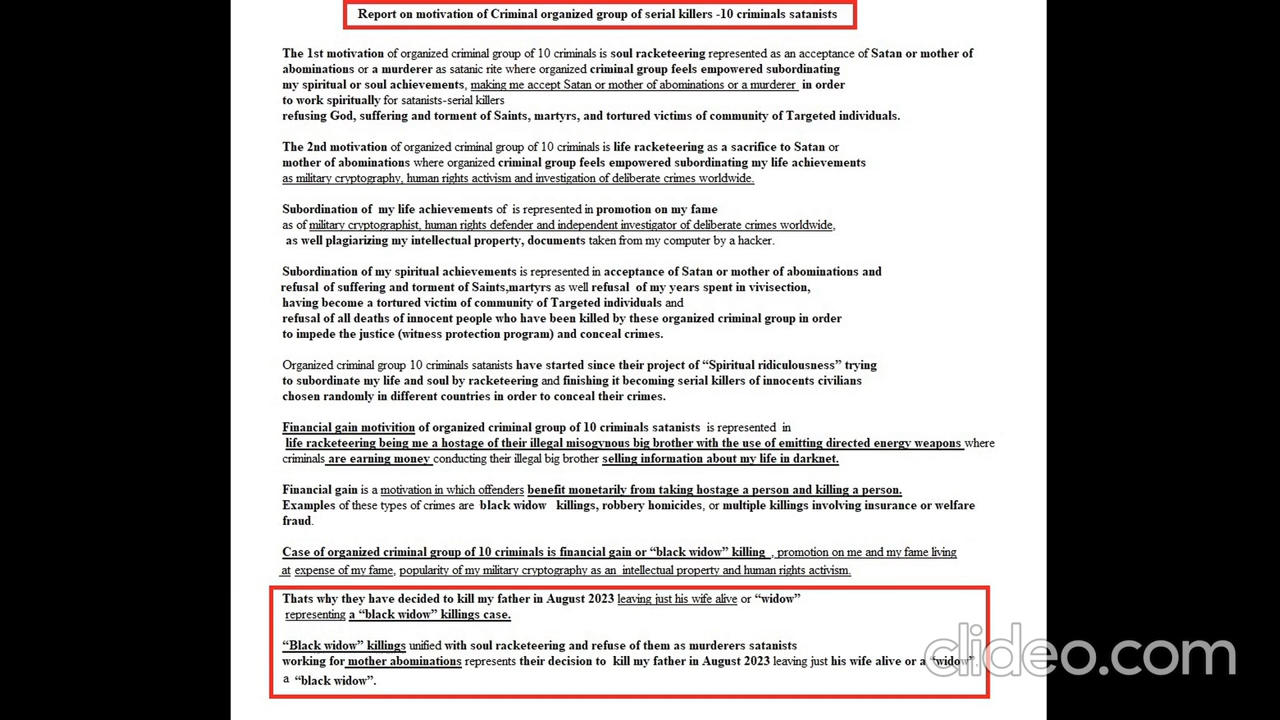 Report on motivation of Criminal organized group of serial killers -10 criminals satanists
The 1st motivation of organized criminal group of 10 criminals is soul racketeering represented as an acceptance of Satan or mother of
abominations or a murderer as satanic rite where organized criminal group feels empowered subordinating
my spiritual or soul achievements, making me accept Satan or mother of abominations or a murderer in order
to work spiritually for satanists-serial killers
refusing God, suffering and torment of Saints, martyrs, and tortured victims of community of Targeted individuals.
The 2nd motivation of organized criminal group of 10 criminals is life racketeering as a sacrifice to Satan or
mother of abominations where organized criminal group feels empowered subordinating my life achievements
as military cryptography, human rights activism and investigation of deliberate crimes worldwide.
Subordination of my life achievements of is represented in promotion on my fame
as of military cryptographist, human rights defender and independent investigator of deliberate crimes worldwide,
as well plagiarizing my intellectual property, documents taken from my computer by a hacker.
Subordination of my spiritual achievements is represented in acceptance of Satan or mother of abominations and
refusal of suffering and torment of Saints,martyrs as well refusal of my years spent in vivisection,
having become a tortured victim of community of Targeted individuals and
refusal of all deaths of innocent people who have been killed by these organized criminal group in order
to impede the justice (witness protection program) and conceal crimes.
Organized criminal group 10 criminals satanists have started since their project of “Spiritual ridiculousness” trying
to subordinate my life and soul by racketeering and finishing it becoming serial killers of innocents civilians
chosen randomly in different countries in order to conceal their crimes.
Financial gain motivition of organized criminal group of 10 criminals satanists is represented in
life racketeering being me a hostage of their illegal misogynous big brother with the use of emitting directed energy weapons where
criminals are earning money conducting their illegal big brother selling information about my life in darknet.
Financial gain is a motivation in which offenders benefit monetarily from taking hostage a person and killing a person.
Examples of these types of crimes are black widow killings, robbery homicides, or multiple killings involving insurance or welfare
fraud.
Case of organized criminal group of 10 criminals is financial gain or “black widow” killing , promotion on me and my fame living
at expense of my fame, popularity of my military cryptography as an intellectual property and human rights activism.
Thats why they have decided to kill my father in August 2023 leaving just his wife alive or “widow”
representing a “black widow” killings case.
“Black widow” killings unified with soul racketeering and refuse of them as murderers satanists
working for mother abominations represents their decision to kill my father in August 2023 leaving just his wife alive or a “widow”
a “black widow”.
clideo.com